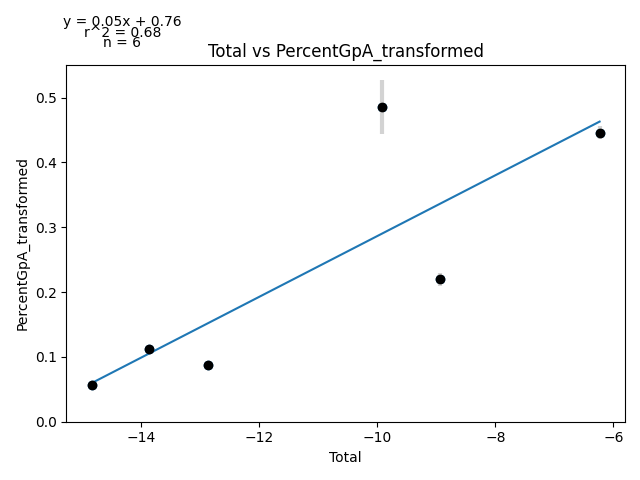 y = 0.05x + 0.76
r^2 = 0.68
n = 6
Total vs PercentGpA_transformed
PercentGpA_transformed
0.5
0.4
0.3
0.2
0.1
0.0
−14
−12
−10
−8
−6
Total